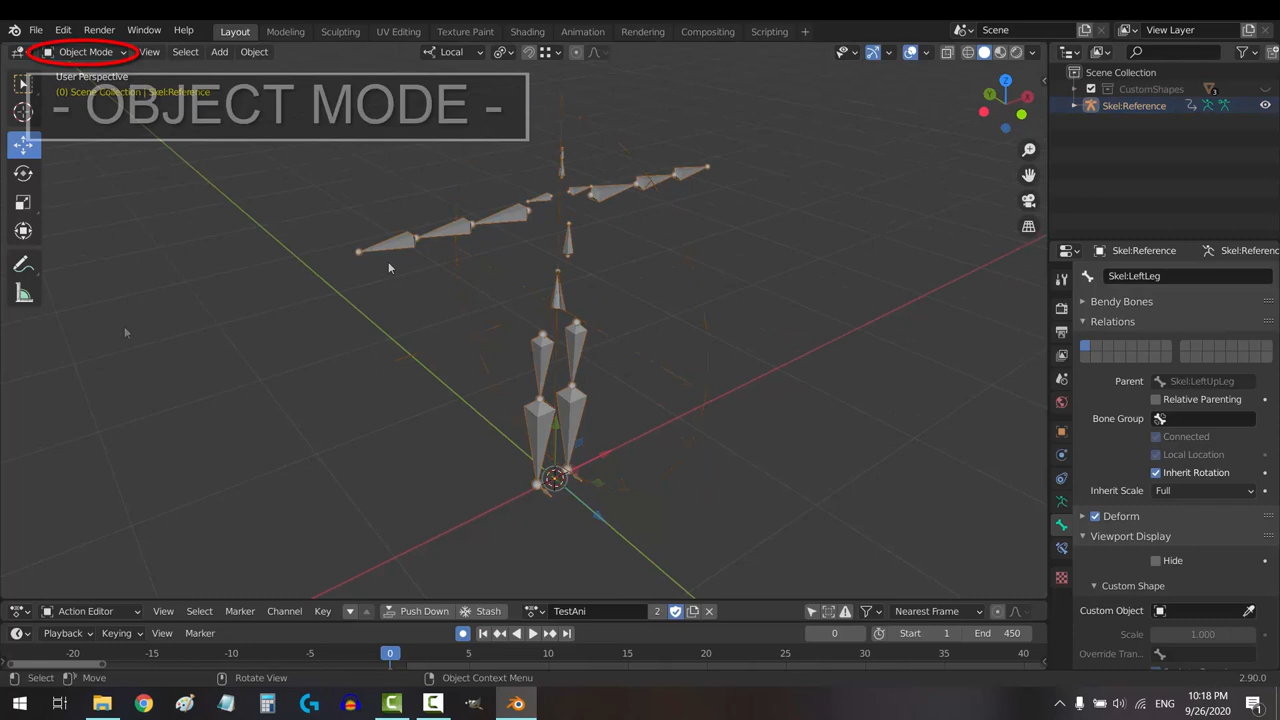 File Edit Render Window Help Layout Modeling Sculpting UV Editing Texture Paint Shading Animation Rendering Compositing Scripting + Scene View Layer
Object Mode View Select Add Object Local
User Perspective
(0) Scene Collection | Skel:Reference
- OBJECT MODE -
Scene Collection
CustomShapes 3
Skel:Reference
Skel:Reference Skel:Referenc
Skel:LeftLeg
Bendy Bones
Relations
Parent Skel:LeftUpLeg
Relative Parenting
Bone Group
Connected
Local Location
Inherit Rotation
Inherit Scale Full
Deform
Viewport Display
Hide
Custom Shape
Custom Object
Scale 1.000
Override Tran...
Action Editor View Select Marker Channel Key Push Down Stash TestAni 2 Nearest Frame
Playback Keying View Marker 0 Start 1 End 450
-20 -15 -10 -5 0 5 10 15 20 25 30 35 40
Select Move Rotate View Object Context Menu 2.90.0
10:18 PM
9/26/2020
1